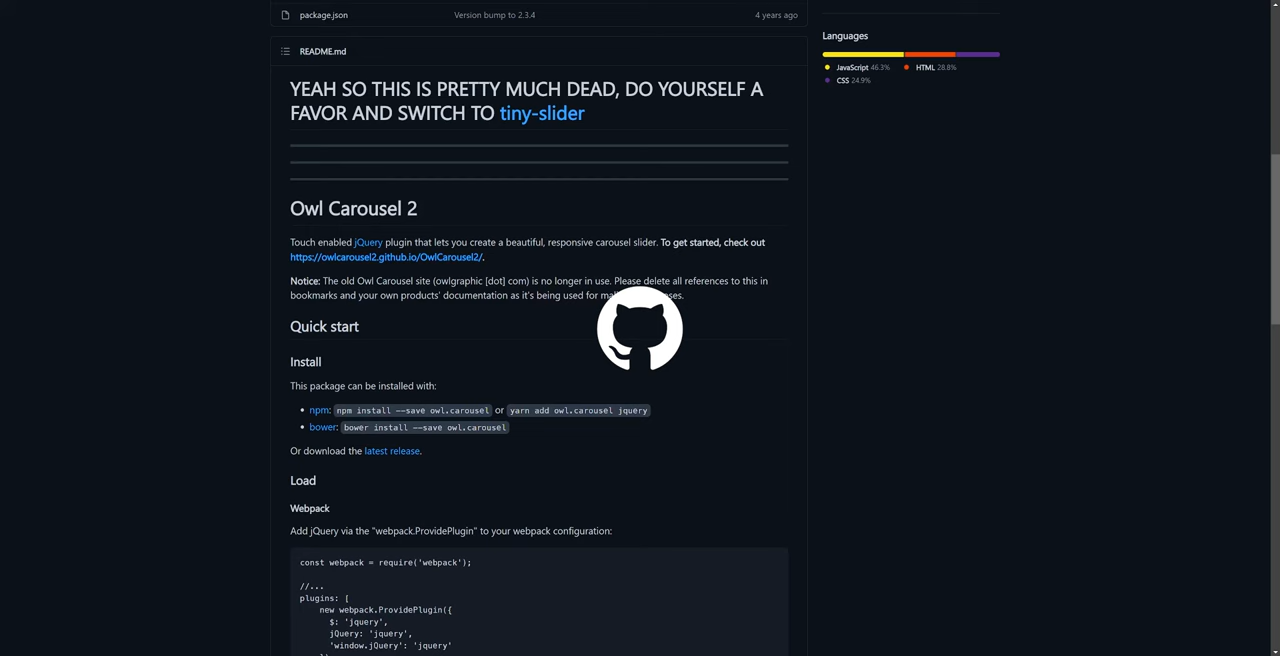 package.json Version bump to 2.3.4 4 years ago
README.md
Languages
JavaScript 46.3% HTML 28.8%
CSS 24.9%
YEAH SO THIS IS PRETTY MUCH DEAD, DO YOURSELF A
FAVOR AND SWITCH TO tiny-slider
Owl Carousel 2
Touch enabled jQuery plugin that lets you create a beautiful, responsive carousel slider. To get started, check out
https://owlcarousel2.github.io/OwlCarousel2/.
Notice: The old Owl Carousel site (owlgraphic [dot] com) is no longer in use. Please delete all references to this in
bookmarks and your own products' documentation as it's being used for
Quick start
Install
This package can be installed with:
• npm: npm install --save owl.carousel or yarn add owl.carousel jquery
• bower: bower install --save owl.carousel
Or download the latest release.
Load
Webpack
Add jQuery via the "webpack.ProvidePlugin" to your webpack configuration:
const webpack = require('webpack');
//...
plugins: [
new webpack.ProvidePlugin({
$: 'jquery',
jQuery: 'jquery',
'window.jQuery': 'jquery'